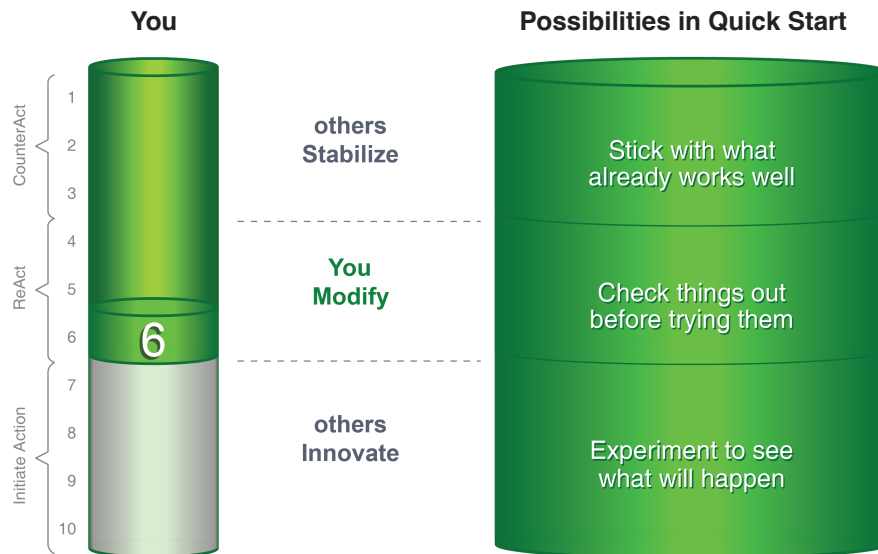 You
Possibilities in Quick Start
CounterAct
1
2
3
ReAct
4
5
6
Initiate Action
7
8
9
10
6
others
Stabilize
You
Modify
others
Innovate
Stick with what
already works well
Check things out
before trying them
Experiment to see
what will happen